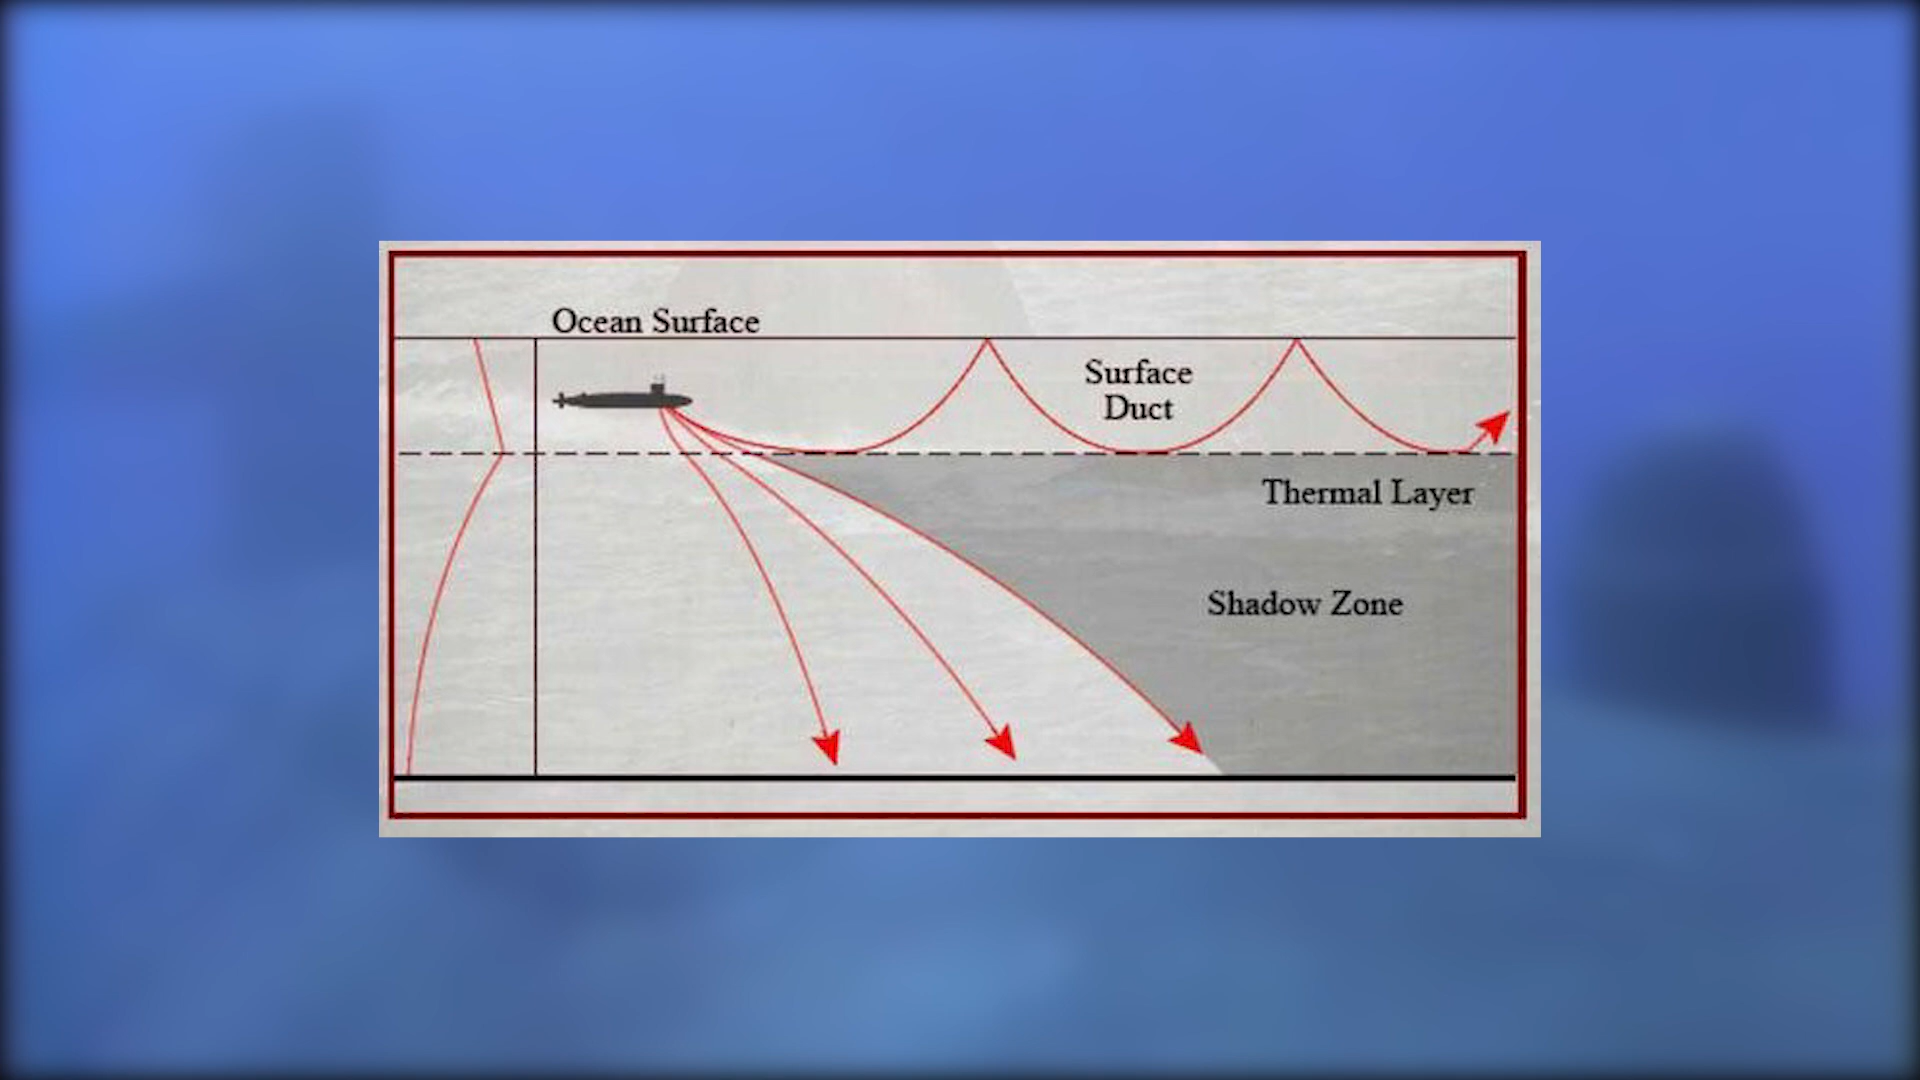 Ocean Surface
Surface
Duct
Thermal Layer
Shadow Zone